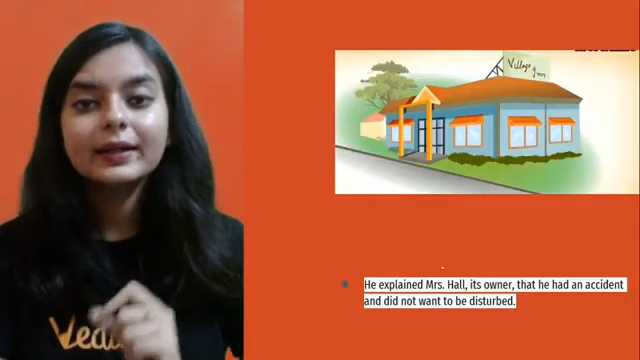 Village
He explained Mrs. Hall, its owner, that he had an accident
and did not want to be disturbed.